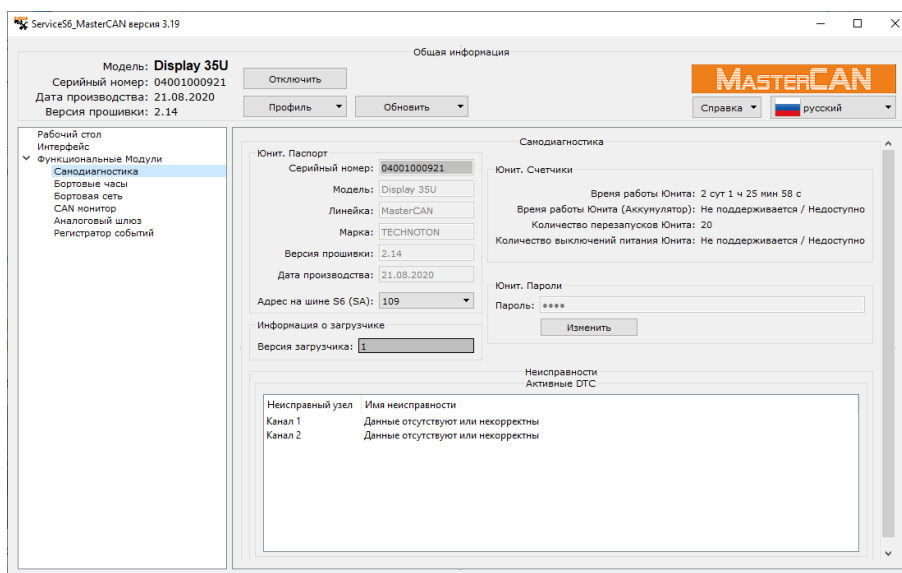 ServiceS6_MasterCAN версия 3.19
Общая информация
Модель: Display 35U
Серийный номер: 04001000921
Дата производства: 21.08.2020
Версия прошивки: 2.14
Отключить
Профиль
Обновить
MASTERCAN
Справка
русский
Рабочий стол
Интерфейс
Функциональные Модули
Самодиагностика
Бортовые часы
Бортовая сеть
CAN монитор
Аналоговый шлюз
Регистратор событий
Самодиагностика
Юнит. Паспорт
Серийный номер: 04001000921
Модель: Display 35U
Линейка: MasterCAN
Марка: TECHNOTON
Версия прошивки: 2.14
Дата производства: 21.08.2020
Адрес на шине S6 (SA): 109
Информация о загрузчике
Версия загрузчика: 1
Юнит. Счетчики
Время работы Юнита: 2 сут 1 ч 25 мин 58 с
Время работы Юнита (Аккумулятор): Не поддерживается / Недоступно
Количество перезапусков Юнита: 20
Количество выключений питания Юнита: Не поддерживается / Недоступно
Юнит. Пароли
Пароль: ••••
Изменить
Неисправности
Активные DTC
Неисправный узел Имя неисправности
Канал 1 Данные отсутствуют или некорректны
Канал 2 Данные отсутствуют или некорректны